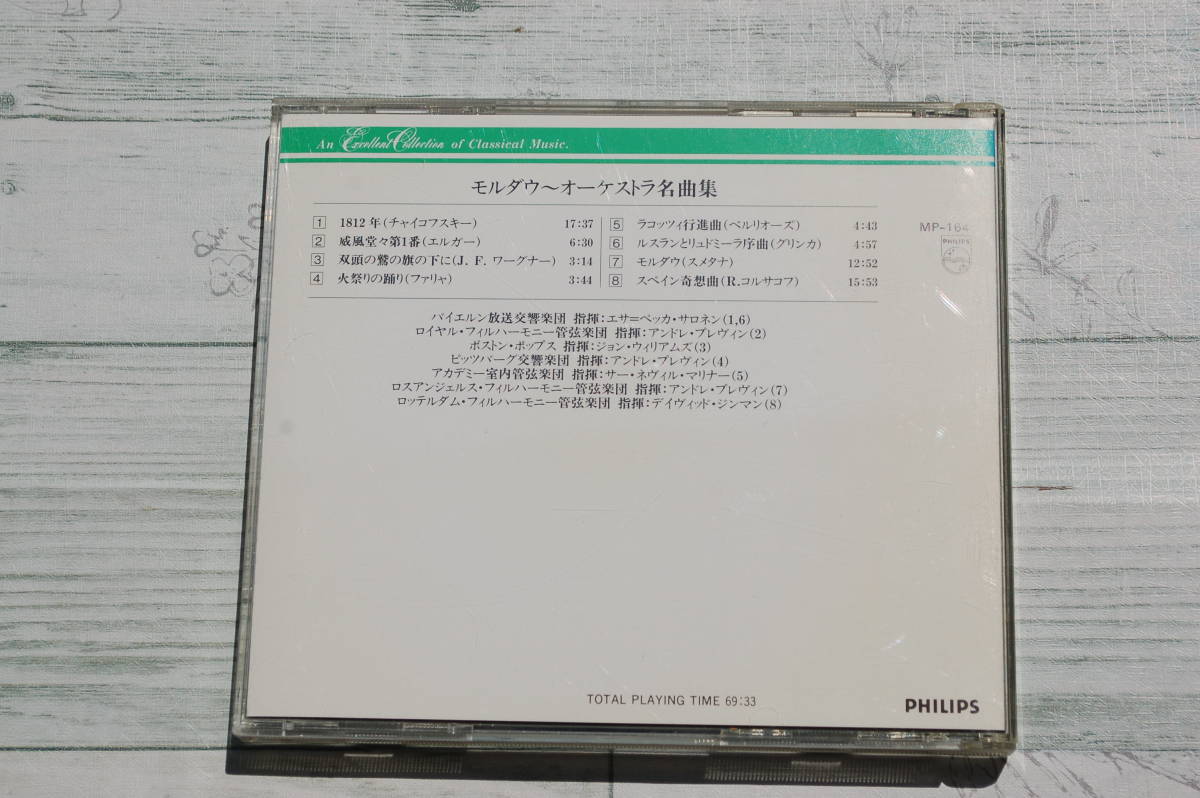 An Excellent Collection of Classical Music.
モルダウ〜オーケストラ名曲集
1 1812年(チャイコフスキー) 17:37
2 威風堂々第1番(エルガー) 6:30
3 双頭の鷲の旗の下に(J. F. ワーグナー) 3:14
4 火祭りの踊り(ファリャ) 3:44
5 ラコッツィ行進曲(ベルリオーズ) 4:43
6 ルスランとリュドミーラ序曲(グリンカ) 4:57
7 モルダウ(スメタナ) 12:52
8 スペイン奇想曲(R.コルサコフ) 15:53
MP-164
PHILIPS
バイエルン放送交響楽団 指揮:エサ=ペッカ・サロネン(1,6)
ロイヤル・フィルハーモニー管弦楽団 指揮:アンドレ・プレヴィン(2)
ボストン・ポップス 指揮:ジョン・ウィリアムズ(3)
ピッツバーグ交響楽団 指揮:アンドレ・プレヴィン(4)
アカデミー室内管弦楽団 指揮:サー・ネヴィル・マリナー(5)
ロスアンジェルス・フィルハーモニー管弦楽団 指揮:アンドレ・プレヴィン(7)
ロッテルダム・フィルハーモニー管弦楽団 指揮:デイヴィッド・ジンマン(8)
TOTAL PLAYING TIME 69:33
PHILIPS